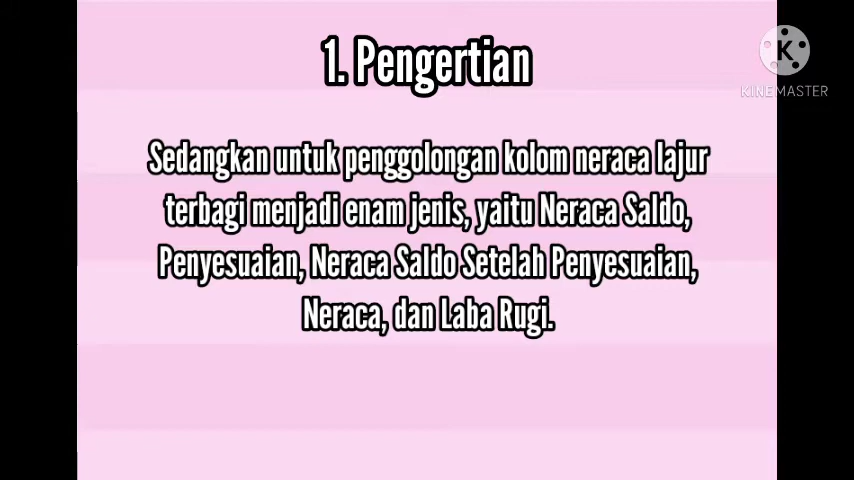 1. Pengertian
KINEMASTER
Sedangkan untuk penggolongan kolom neraca lajur
terbagi menjadi enam jenis, yaitu Neraca Saldo,
Penyesuaian, Neraca Saldo Setelah Penyesuaian,
Neraca, dan Laba Rugi.